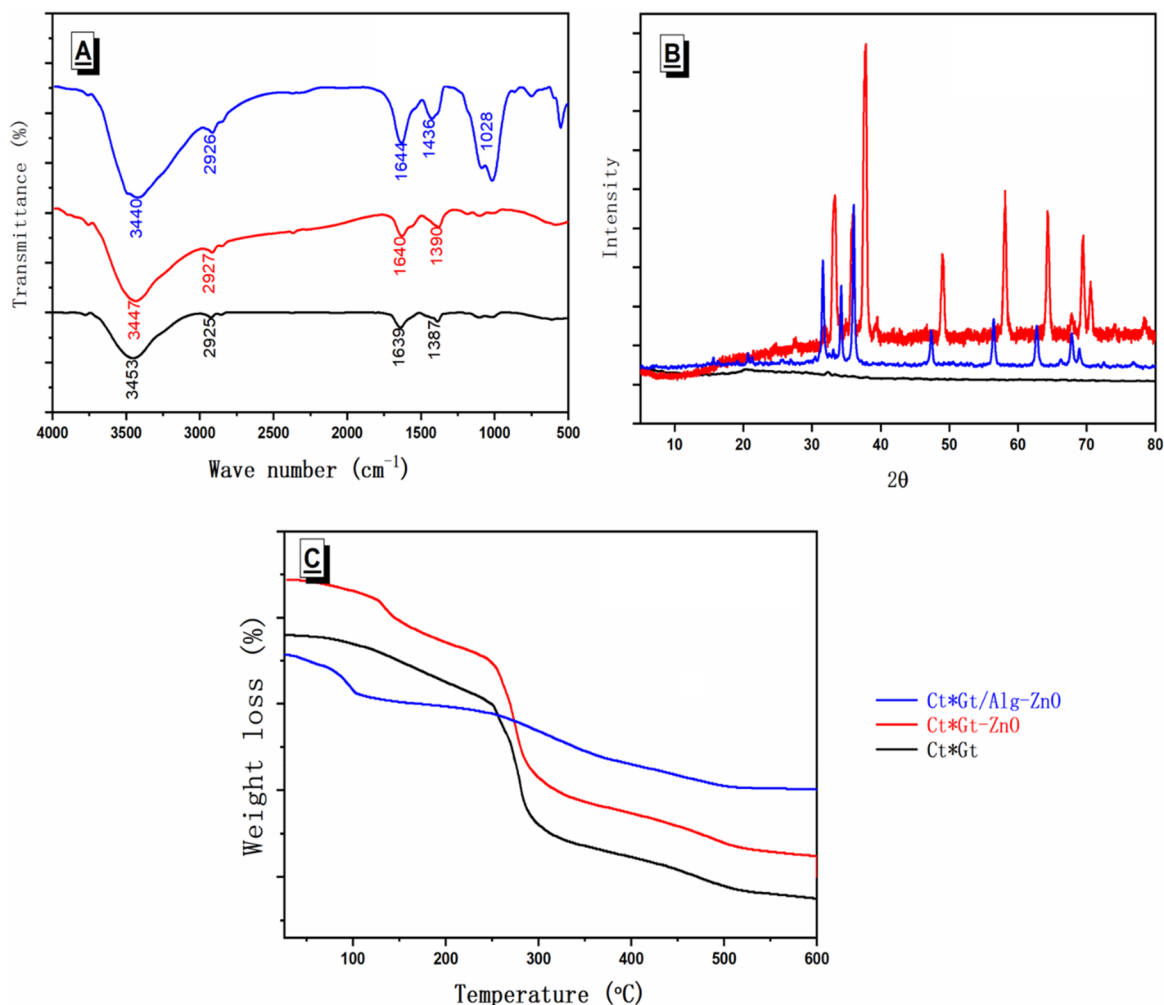 A
Transmittance (%)
2926
1644
1436
1028
3440
2927
1640
1390
3447
2925
1639
1387
3453
4000 3500 3000 2500 2000 1500 1000 500
Wave number (cm⁻¹)
B
Intensity
10 20 30 40 50 60 70 80
2θ
C
Weight loss (%)
100 200 300 400 500 600
Temperature (°C)
Ct*Gt/Alg-ZnO
Ct*Gt-ZnO
Ct*Gt